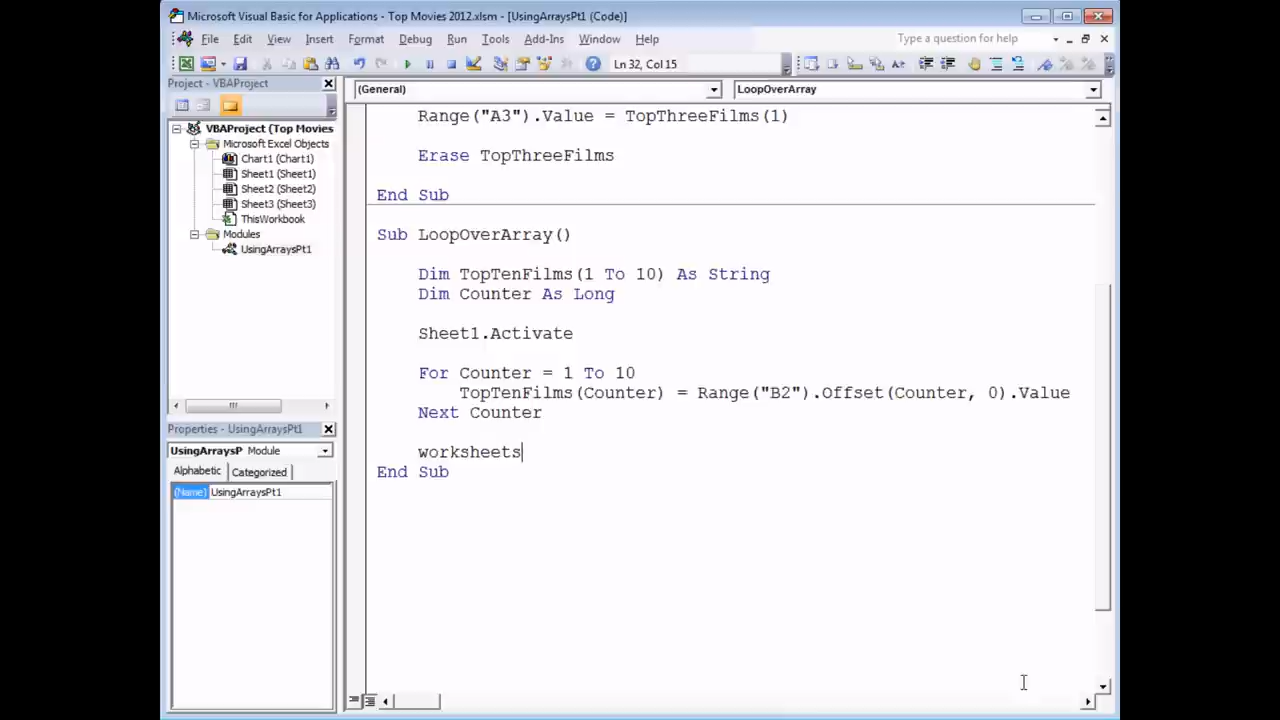 Microsoft Visual Basic for Applications - Top Movies 2012.xlsm - [UsingArraysPt1 (Code)]
File Edit View Insert Format Debug Run Tools Add-Ins Window Help Type a question for help
Ln 32, Col 15
Project - VBAProject
(General) LoopOverArray
VBAProject (Top Movies
Microsoft Excel Objects
Chart1 (Chart1)
Sheet1 (Sheet1)
Sheet2 (Sheet2)
Sheet3 (Sheet3)
ThisWorkbook
Modules
UsingArraysPt1
Properties - UsingArraysPt1
UsingArraysP Module
Alphabetic Categorized
(Name) UsingArraysPt1
Range("A3").Value = TopThreeFilms(1)
Erase TopThreeFilms
End Sub
Sub LoopOverArray()
Dim TopTenFilms(1 To 10) As String
Dim Counter As Long
Sheet1.Activate
For Counter = 1 To 10
TopTenFilms(Counter) = Range("B2").Offset(Counter, 0).Value
Next Counter
worksheets
End Sub